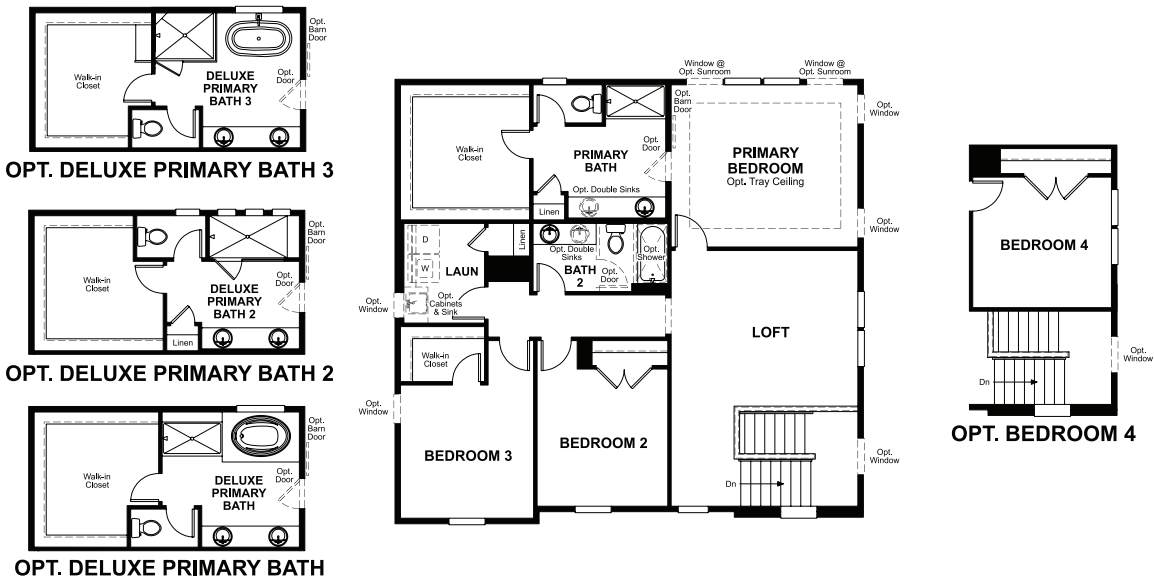 Opt.
Barn
Door
Walk-in
Closet
DELUXE
PRIMARY
BATH 3
Opt.
Door
OPT. DELUXE PRIMARY BATH 3
Opt.
Barn
Door
Walk-in
Closet
DELUXE
PRIMARY
BATH 2
Opt.
Door
Linen
OPT. DELUXE PRIMARY BATH 2
Opt.
Barn
Door
Walk-in
Closet
DELUXE
PRIMARY
BATH
Opt.
Door
OPT. DELUXE PRIMARY BATH
Window @
Opt. Sunroom
Window @
Opt. Sunroom
Opt.
Barn
Door
Opt.
Window
Walk-in
Closet
PRIMARY
BATH
Opt.
Door
PRIMARY
BEDROOM
Opt. Tray Ceiling
Opt. Double Sinks
Linen
Opt.
Window
D
W
LAUN
Linen
Opt. Double
Sinks
BATH
2
Opt.
Door
Opt.
Shower
Opt.
Window
Opt.
Cabinets
& Sink
LOFT
Walk-in
Closet
Opt.
Window
BEDROOM 3
BEDROOM 2
Dn
Opt.
Window
BEDROOM 4
Opt.
Window
Dn
OPT. BEDROOM 4